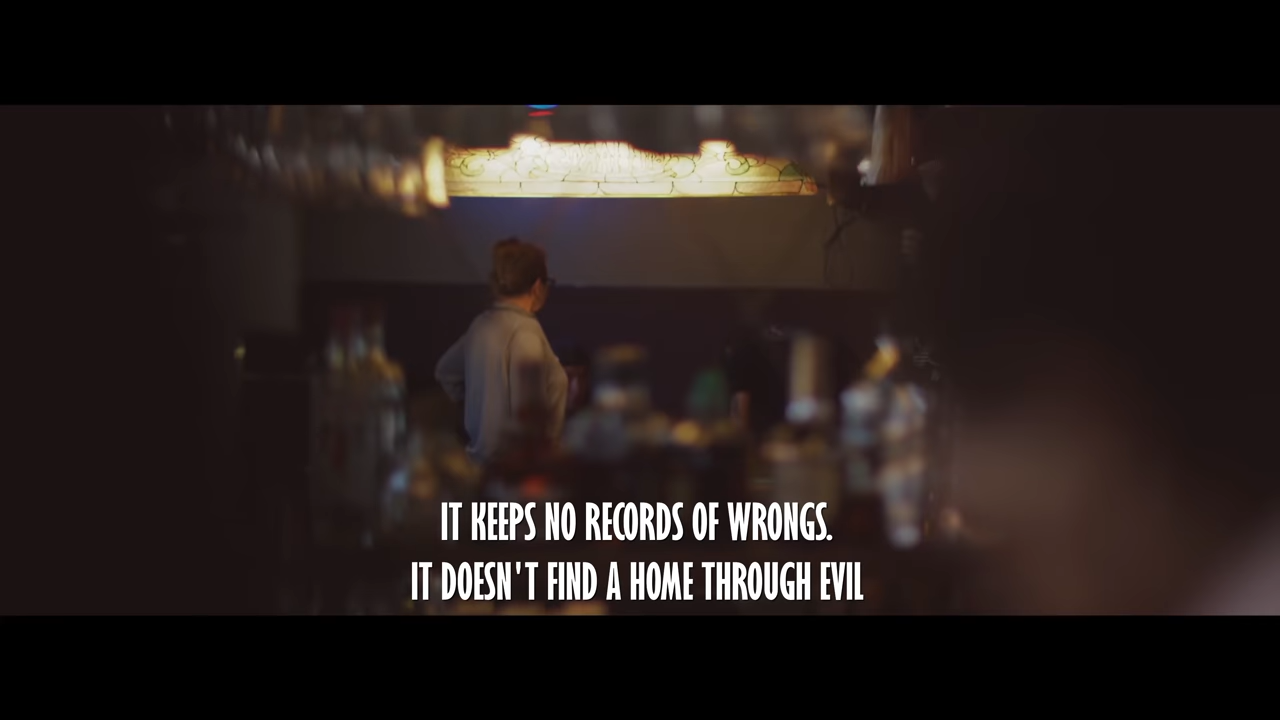 IT KEEPS NO RECORDS OF WRONGS.
IT DOESN'T FIND A HOME THROUGH EVIL